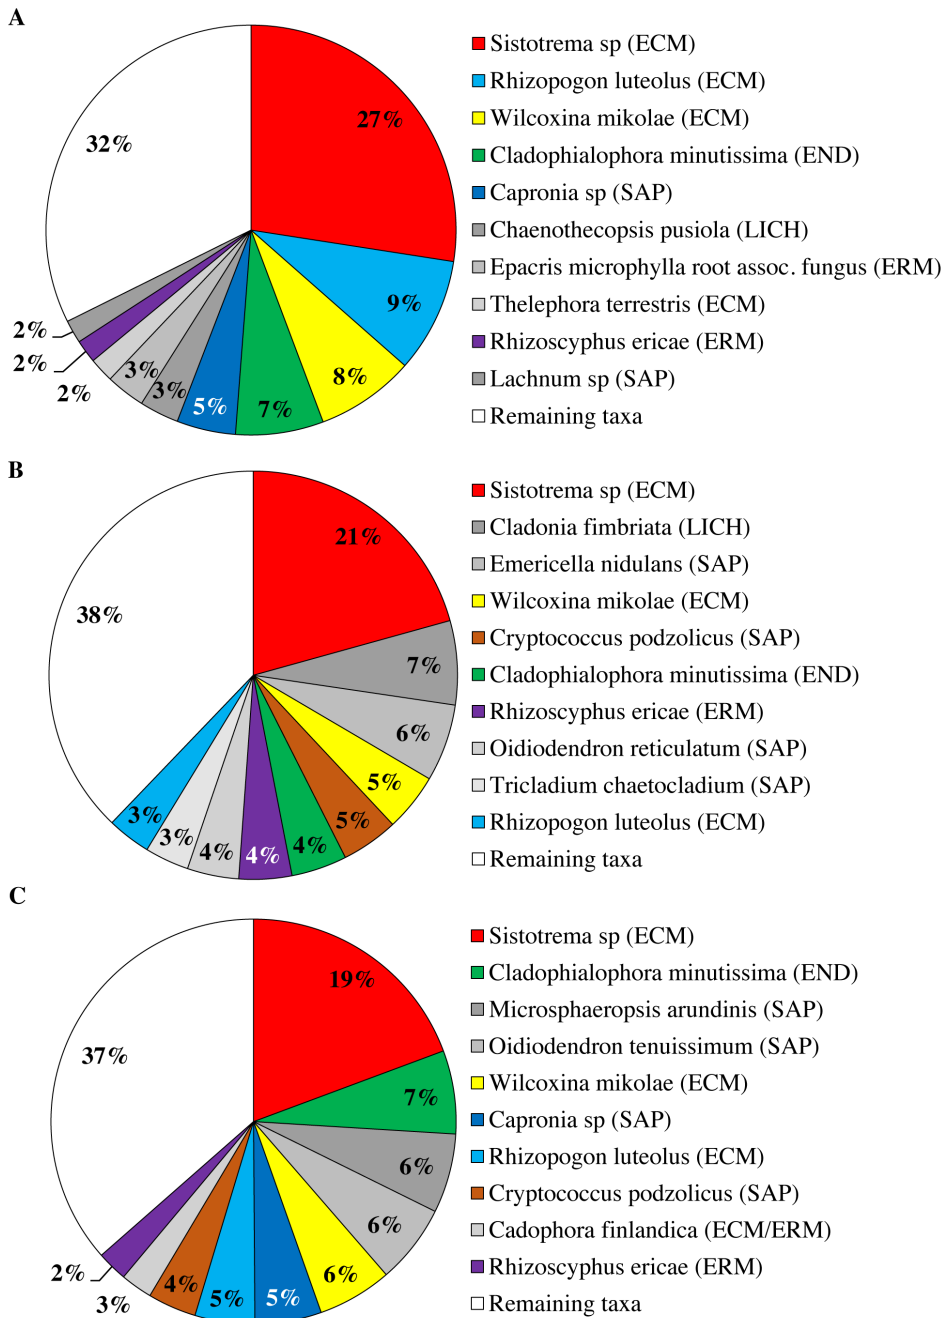 A
27%
9%
8%
7%
5%
3%
3%
2%
2%
2%
32%
Sistotrema sp (ECM)
Rhizopogon luteolus (ECM)
Wilcoxina mikolae (ECM)
Cladophialophora minutissima (END)
Capronia sp (SAP)
Chaenothecopsis pusiola (LICH)
Epacris microphylla root assoc. fungus (ERM)
Thelephora terrestris (ECM)
Rhizoscyphus ericae (ERM)
Lachnum sp (SAP)
Remaining taxa
B
21%
7%
6%
5%
5%
4%
4%
4%
3%
3%
38%
Sistotrema sp (ECM)
Cladonia fimbriata (LICH)
Emericella nidulans (SAP)
Wilcoxina mikolae (ECM)
Cryptococcus podzolicus (SAP)
Cladophialophora minutissima (END)
Rhizoscyphus ericae (ERM)
Oidiodendron reticulatum (SAP)
Tricladium chaetocladium (SAP)
Rhizopogon luteolus (ECM)
Remaining taxa
C
19%
7%
6%
6%
6%
5%
5%
4%
3%
2%
37%
Sistotrema sp (ECM)
Cladophialophora minutissima (END)
Microsphaeropsis arundinis (SAP)
Oidiodendron tenuissimum (SAP)
Wilcoxina mikolae (ECM)
Capronia sp (SAP)
Rhizopogon luteolus (ECM)
Cryptococcus podzolicus (SAP)
Cadophora finlandica (ECM/ERM)
Rhizoscyphus ericae (ERM)
Remaining taxa